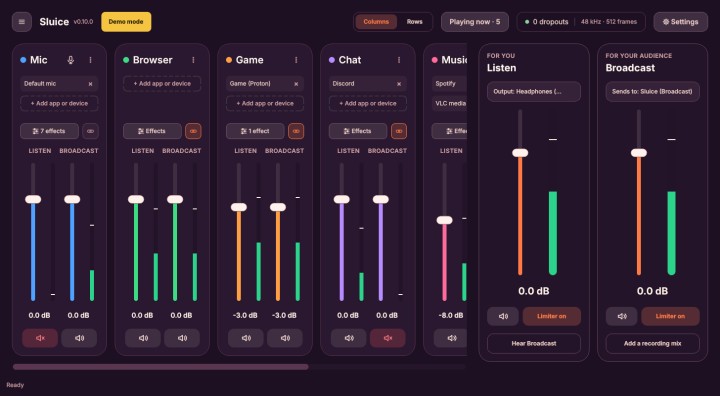 Sluice v0.10.0 Demo mode
Columns Rows Playing now · 5 0 dropouts 48 kHz · 512 frames Settings
Mic
Default mic ×
+ Add app or device
7 effects
LISTEN BROADCAST
0.0 dB 0.0 dB
Browser
+ Add app or device
Effects
LISTEN BROADCAST
0.0 dB 0.0 dB
Game
Game (Proton) ×
+ Add app or device
1 effect
LISTEN BROADCAST
-3.0 dB -3.0 dB
Chat
Discord ×
+ Add app or device
Effects
LISTEN BROADCAST
0.0 dB 0.0 dB
Music
Spotify
VLC media
Effe
LISTEN
-8.0 dB
FOR YOU
Listen
Output: Headphones (...
0.0 dB
Limiter on
Hear Broadcast
FOR YOUR AUDIENCE
Broadcast
Sends to: Sluice (Broadcast)
0.0 dB
Limiter on
Add a recording mix
Ready